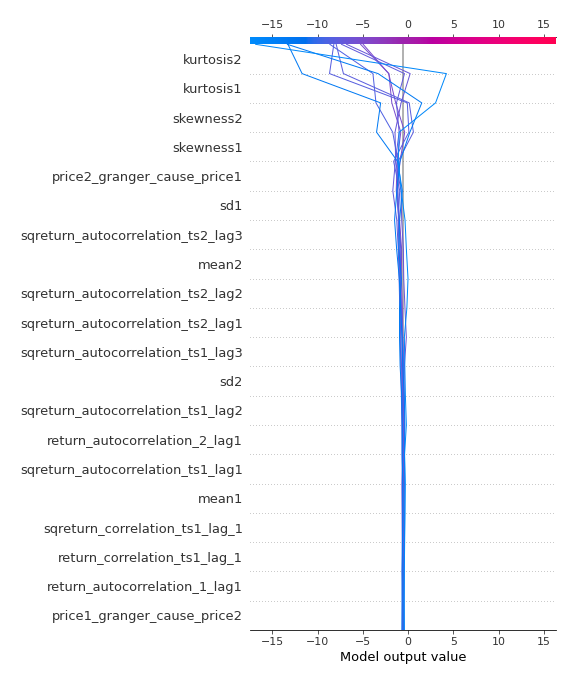 −15 −10 −5 0 5 10 15
kurtosis2
kurtosis1
skewness2
skewness1
price2_granger_cause_price1
sd1
sqreturn_autocorrelation_ts2_lag3
mean2
sqreturn_autocorrelation_ts2_lag2
sqreturn_autocorrelation_ts2_lag1
sqreturn_autocorrelation_ts1_lag3
sd2
sqreturn_autocorrelation_ts1_lag2
return_autocorrelation_2_lag1
sqreturn_autocorrelation_ts1_lag1
mean1
sqreturn_correlation_ts1_lag_1
return_correlation_ts1_lag_1
return_autocorrelation_1_lag1
price1_granger_cause_price2
−15 −10 −5 0 5 10 15
Model output value